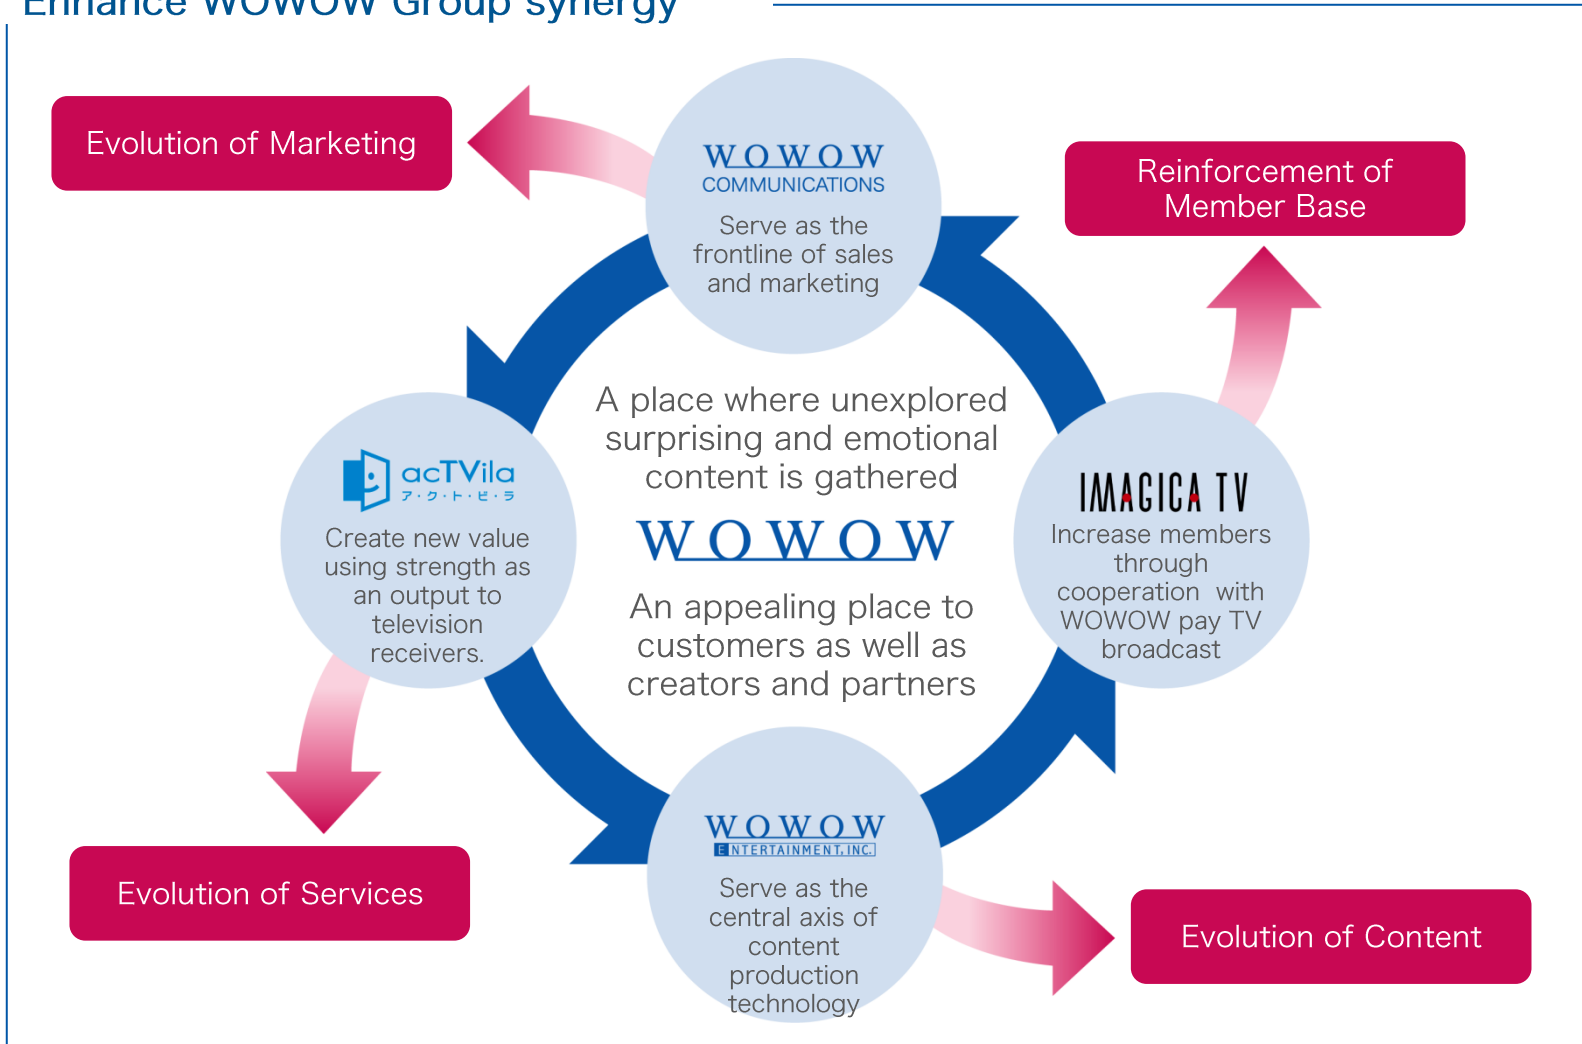 Enhance WOWOW Group synergy
Evolution of Marketing
WOWOW
COMMUNICATIONS
Serve as the
frontline of sales
and marketing
Reinforcement of
Member Base
A place where unexplored
surprising and emotional
content is gathered
WOWOW
An appealing place to
customers as well as
creators and partners
acTVila
ア・ク・ト・ビ・ラ
Create new value
using strength as
an output to
television
receivers.
IMAGICA TV
Increase members
through
cooperation with
WOWOW pay TV
broadcast
Evolution of Services
WOWOW
ENTERTAINMENT, INC.
Serve as the
central axis of
content
production
technology
Evolution of Content